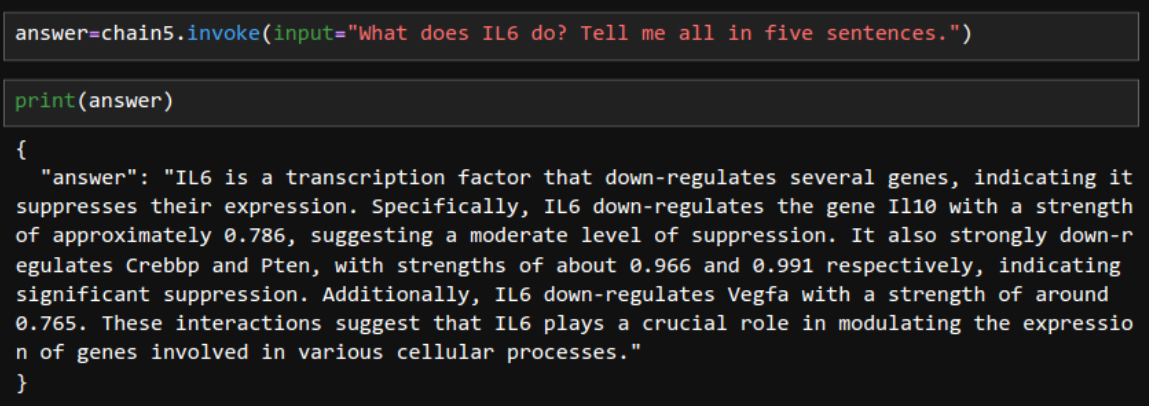 answer=chain5.invoke(input="What does IL6 do? Tell me all in five sentences.")
print(answer)
{
  "answer": "IL6 is a transcription factor that down-regulates several genes, indicating it
suppresses their expression. Specifically, IL6 down-regulates the gene Il10 with a strength
of approximately 0.786, suggesting a moderate level of suppression. It also strongly down-r
egulates Crebbp and Pten, with strengths of about 0.966 and 0.991 respectively, indicating
significant suppression. Additionally, IL6 down-regulates Vegfa with a strength of around
0.765. These interactions suggest that IL6 plays a crucial role in modulating the expressio
n of genes involved in various cellular processes."
}